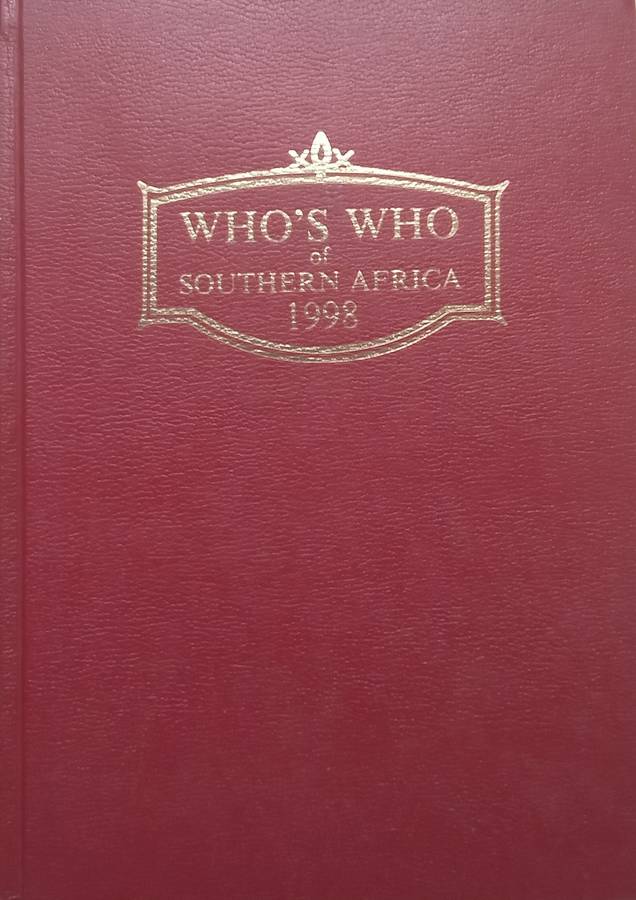 WHO'S WHO
of
SOUTHERN AFRICA
1998